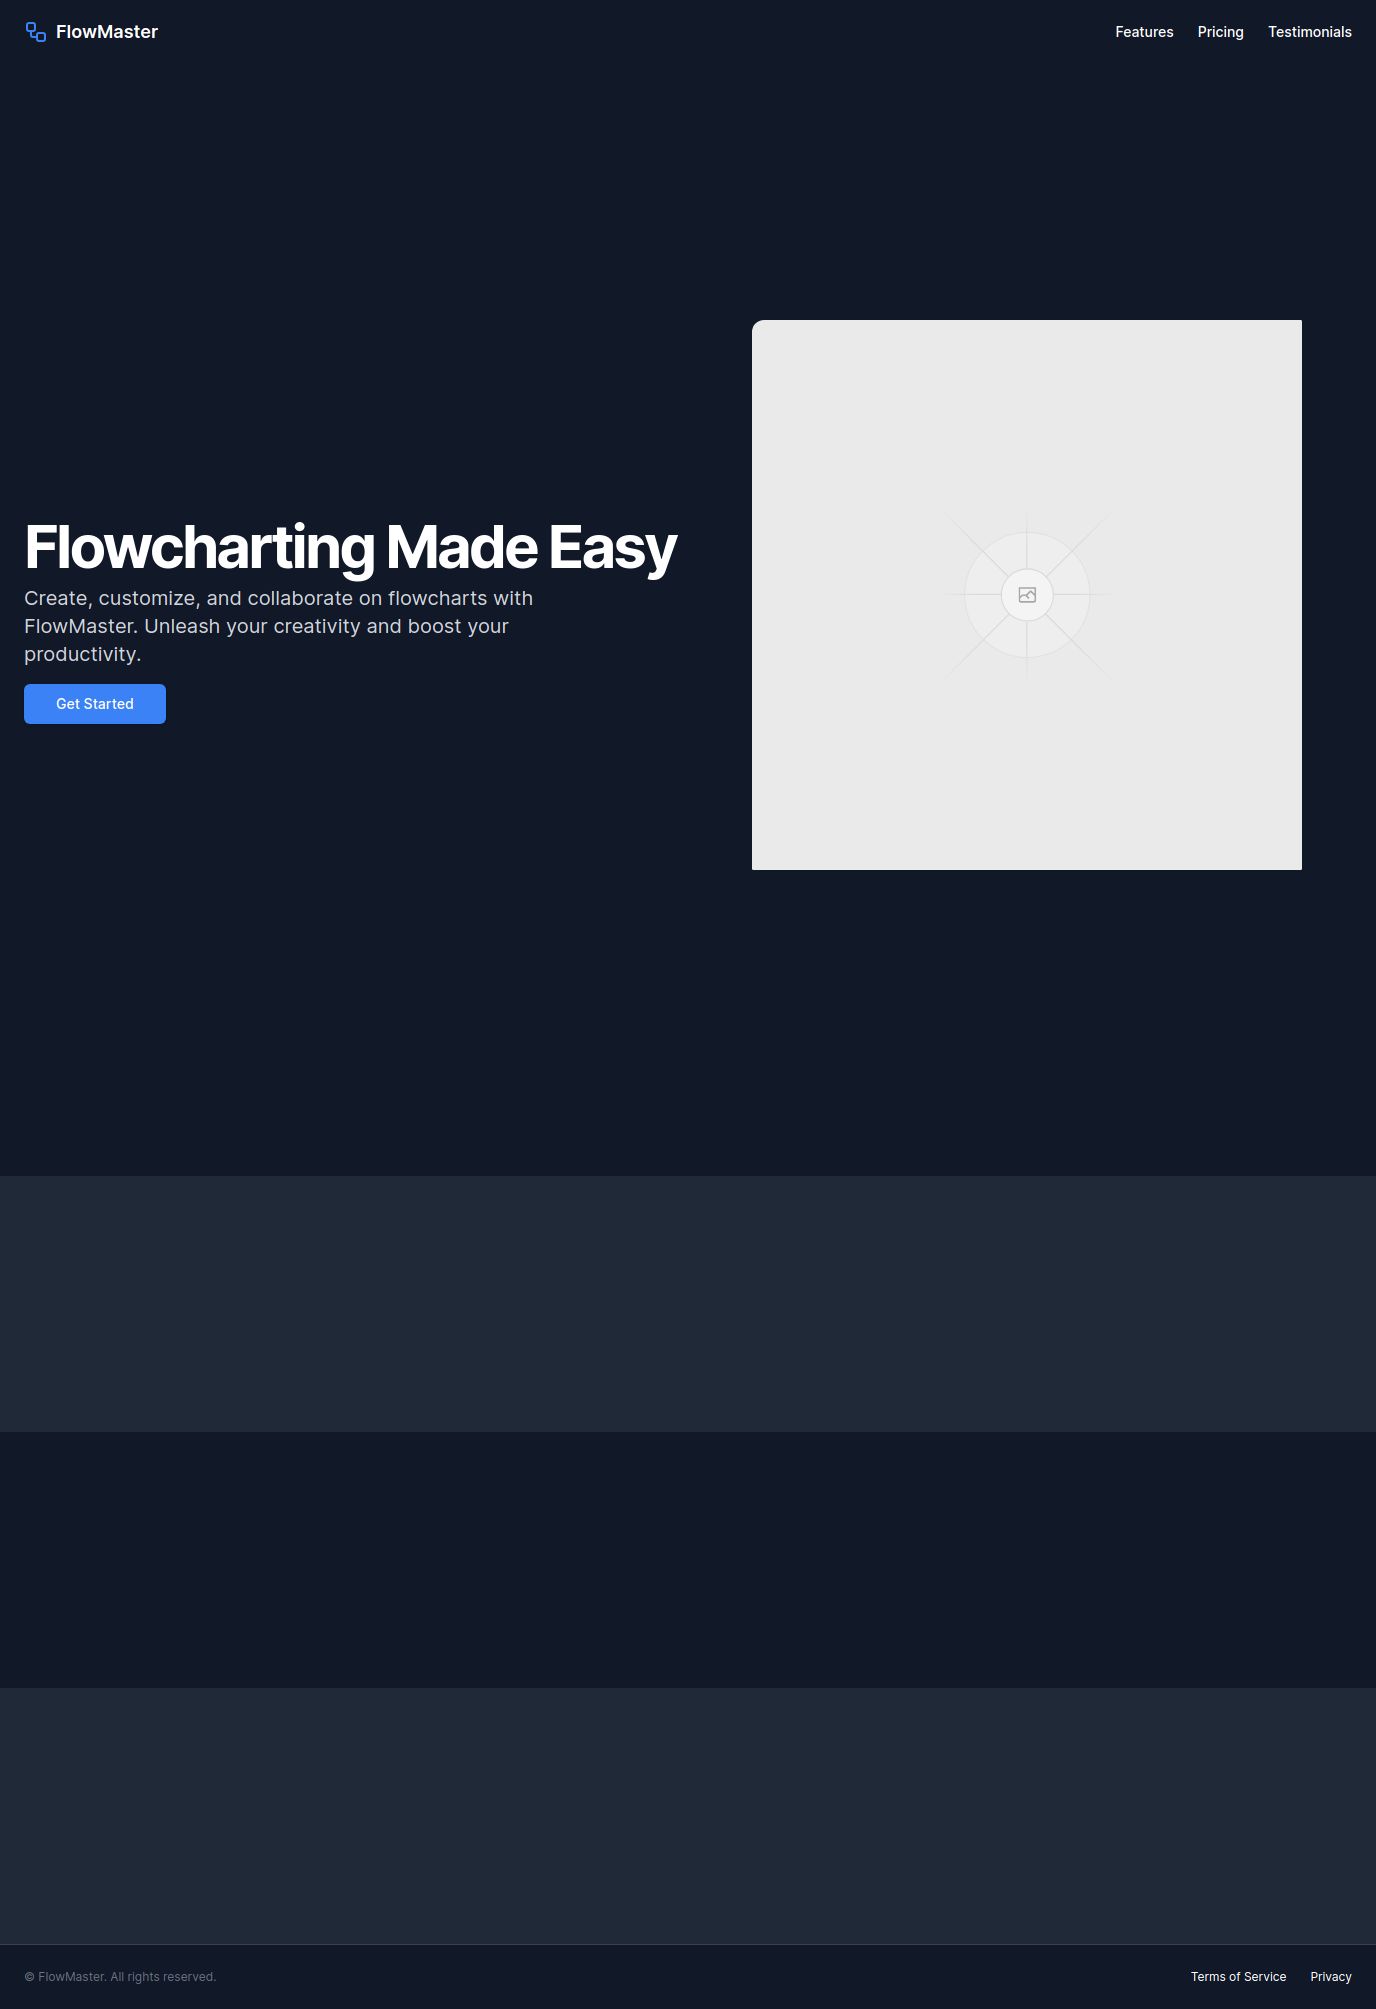 FlowMaster
Features Pricing Testimonials
Flowcharting Made Easy
Create, customize, and collaborate on flowcharts with
FlowMaster. Unleash your creativity and boost your
productivity.
Get Started
© FlowMaster. All rights reserved.
Terms of Service Privacy